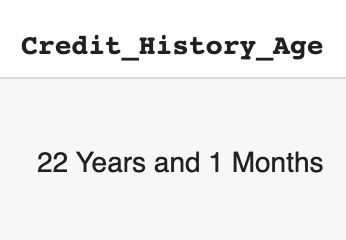 Credit_History_Age
22 Years and 1 Months